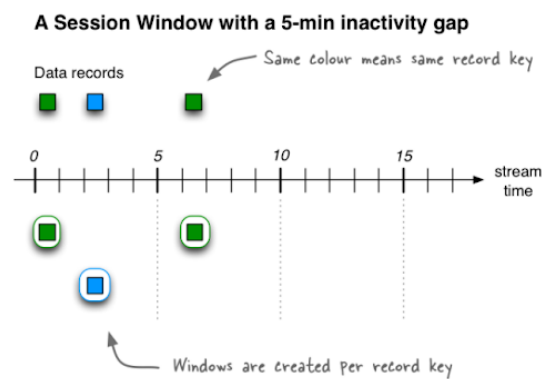 A Session Window with a 5-min inactivity gap
Same colour means same record key
Data records
0 5 10 15
stream
time
Windows are created per record key